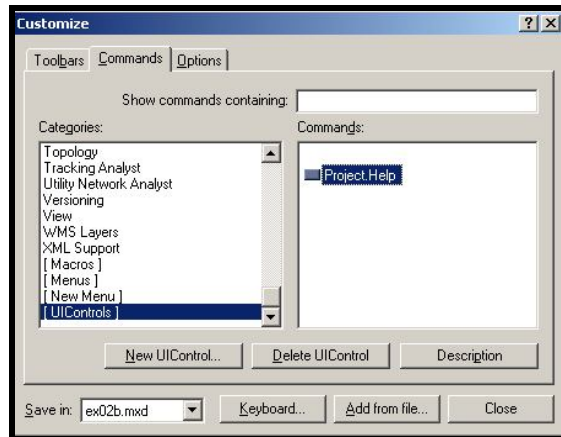 Customize
Toolbars Commands Options
Show commands containing:
Categories:
Commands:
Topology
Tracking Analyst
Utility Network Analyst
Versioning
View
WMS Layers
XML Support
[ Macros ]
[ Menus ]
[ New Menu ]
[ UIControls ]
Project.Help
New UIControl... Delete UIControl Description
Save in: ex02b.mxd Keyboard... Add from file... Close